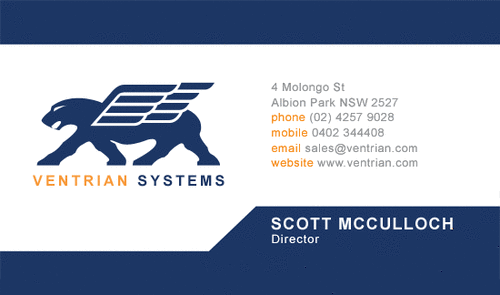 4 Molongo St
Albion Park NSW 2527
phone (02) 4257 9028
mobile 0402 344408
email sales@ventrian.com
website www.ventrian.com
VENTRIAN SYSTEMS
SCOTT MCCULLOCH
Director